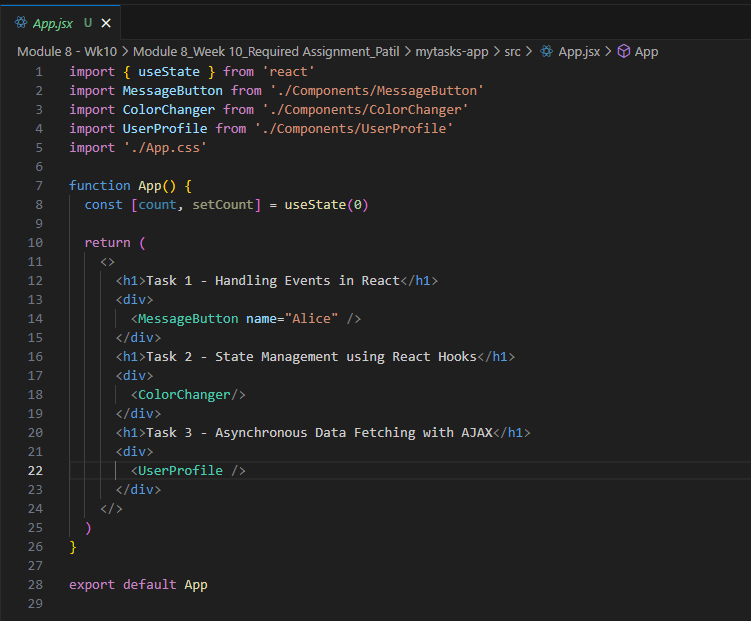 App.jsx U ×
Module 8 - Wk10 > Module 8_Week 10_Required Assignment_Patil > mytasks-app > src > App.jsx > App
1 import { useState } from 'react'
2 import MessageButton from './Components/MessageButton'
3 import ColorChanger from './Components/ColorChanger'
4 import UserProfile from './Components/UserProfile'
5 import './App.css'
6
7 function App() {
8   const [count, setCount] = useState(0)
9
10   return (
11     <>
12       <h1>Task 1 - Handling Events in React</h1>
13       <div>
14         <MessageButton name="Alice" />
15       </div>
16       <h1>Task 2 - State Management using React Hooks</h1>
17       <div>
18         <ColorChanger/>
19       </div>
20       <h1>Task 3 - Asynchronous Data Fetching with AJAX</h1>
21       <div>
22         <UserProfile />
23       </div>
24     </>
25   )
26 }
27
28 export default App
29